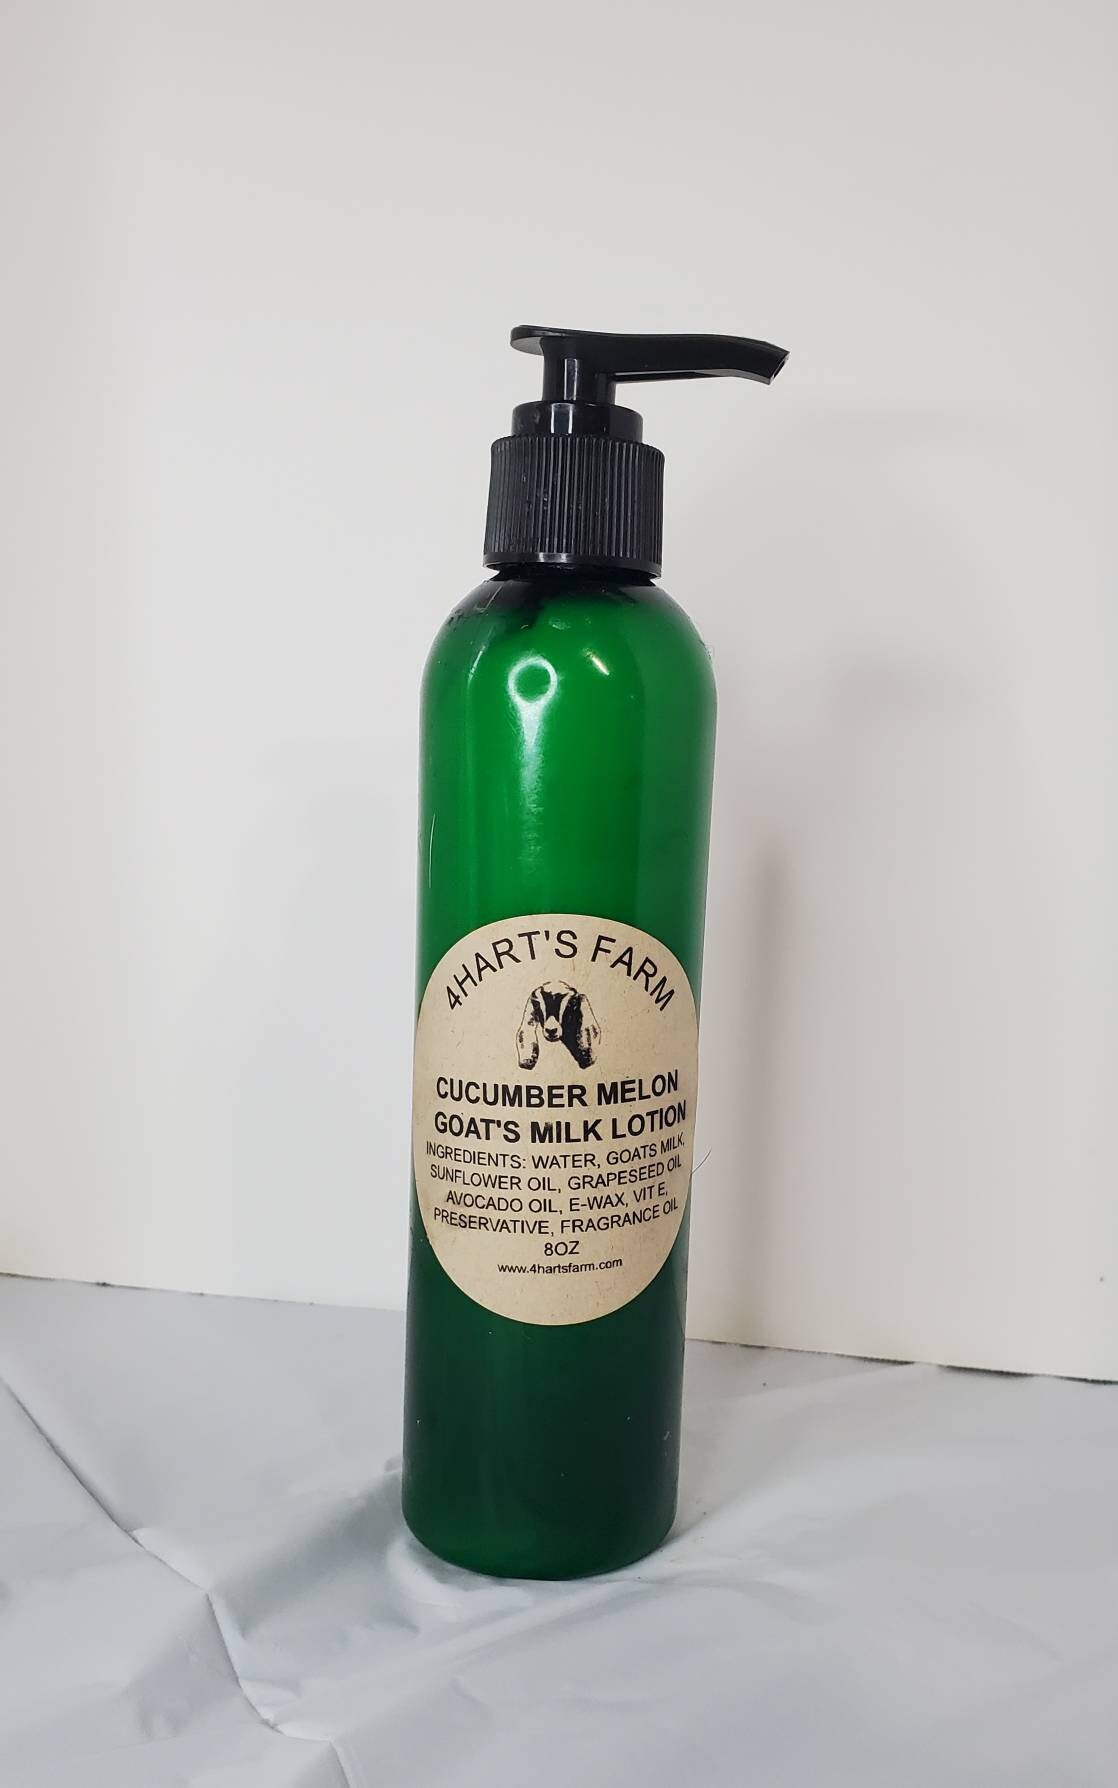 4HART'S FARM
CUCUMBER MELON
GOAT'S MILK LOTION
INGREDIENTS: WATER, GOATS MILK,
SUNFLOWER OIL, GRAPESEED OIL
AVOCADO OIL, E-WAX, VIT E,
PRESERVATIVE, FRAGRANCE OIL
8OZ
www.4hartsfarm.com